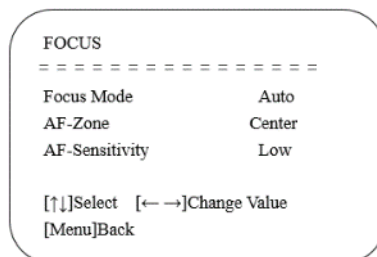 FOCUS
= = = = = = = = = = = = = = = =
Focus Mode Auto
AF-Zone Center
AF-Sensitivity Low
[↑↓]Select [← →]Change Value
[Menu]Back